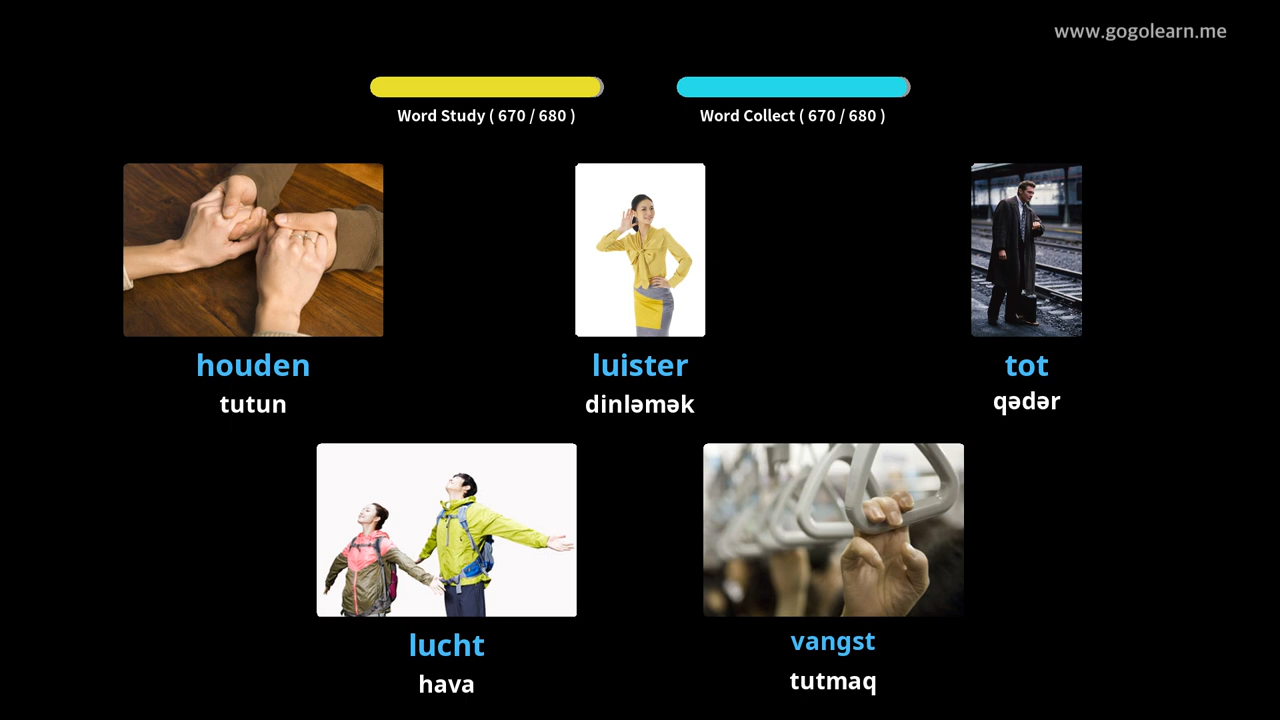 www.gogolearn.me
Word Study ( 670 / 680 )
Word Collect ( 670 / 680 )
houden
tutun
luister
dinləmək
tot
qədər
lucht
hava
vangst
tutmaq